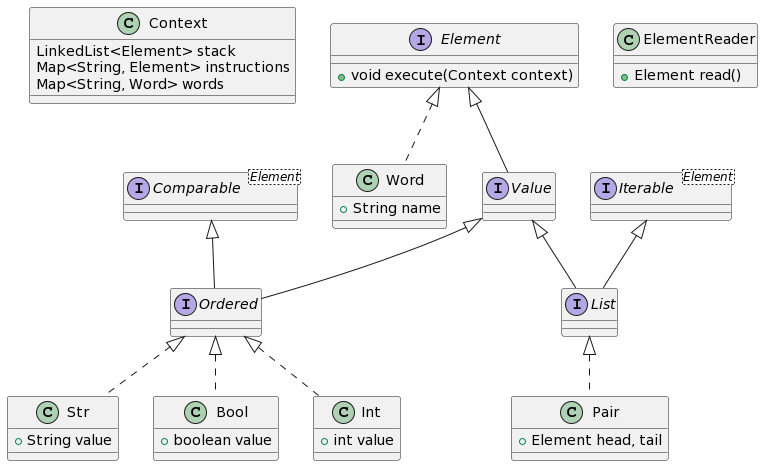 C Context
LinkedList<Element> stack
Map<String, Element> instructions
Map<String, Word> words
I Element
void execute(Context context)
C ElementReader
Element read()
I Comparable Element
C Word
String name
I Value
I Iterable Element
I Ordered
I List
C Str
String value
C Bool
boolean value
C Int
int value
C Pair
Element head, tail